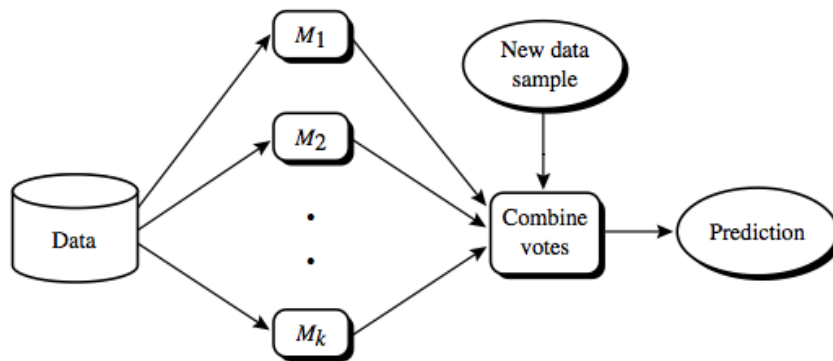 M1
New data
sample
M2
Data
Combine
votes
Prediction
Mk